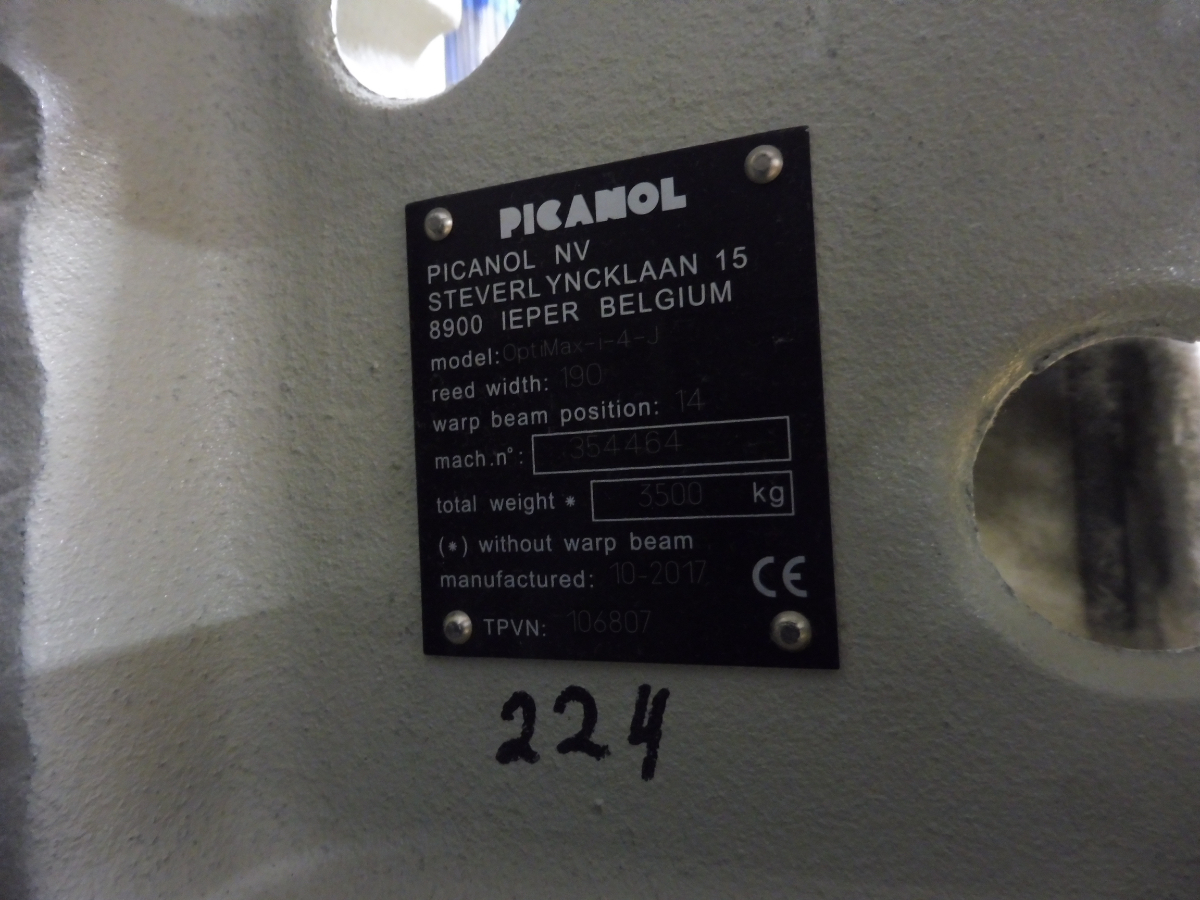 PICANOL
PICANOL NV
STEVERLYNCKLAAN 15
8900 IEPER BELGIUM
model: OptiMax-i-4-J
reed width: 190
warp beam position: 14
mach.n°: 354464
total weight * 3500 kg
(*) without warp beam
manufactured: 10-2017 CE
TPVN: 106807
224